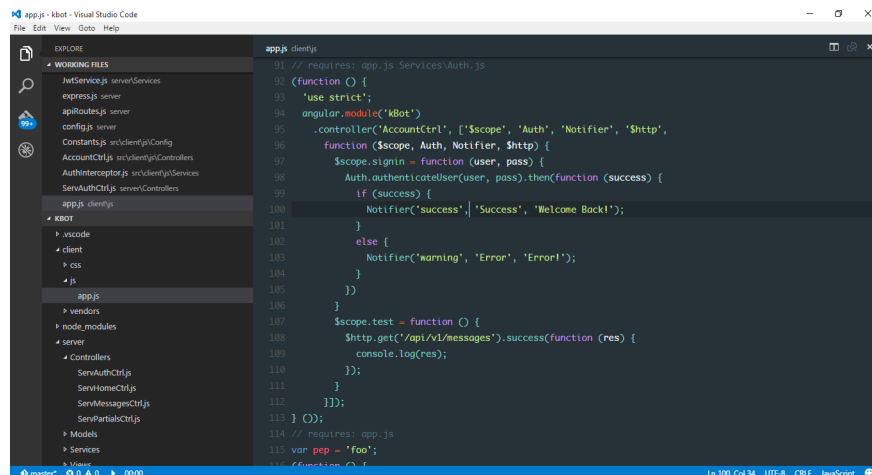 app.js - kbot - Visual Studio Code
File Edit View Goto Help
EXPLORE
WORKING FILES
JwtService.js server\Services
express.js server
apiRoutes.js server
config.js server
Constants.js src\client\js\Config
AccountCtrl.js src\client\js\Controllers
AuthInterceptor.js src\client\js\Services
ServAuthCtrl.js server\Controllers
app.js client\js
KBOT
.vscode
client
css
js
app.js
vendors
node_modules
server
Controllers
ServAuthCtrl.js
ServHomeCtrl.js
ServMessagesCtrl.js
ServPartialsCtrl.js
Models
Services
Views
99+
app.js client\js
91 // requires: app.js Services\Auth.js
92 (function () {
93 'use strict';
94 angular.module('kBot')
95 .controller('AccountCtrl', ['$scope', 'Auth', 'Notifier', '$http',
96 function ($scope, Auth, Notifier, $http) {
97 $scope.signin = function (user, pass) {
98 Auth.authenticateUser(user, pass).then(function (success) {
99 if (success) {
100 Notifier('success', 'Success', 'Welcome Back!');
101 }
102 else {
103 Notifier('warning', 'Error', 'Error!');
104 }
105 })
106 }
107 $scope.test = function () {
108 $http.get('/api/v1/messages').success(function (res) {
109 console.log(res);
110 });
111 }
112 }]);
113 } ());
114 // requires: app.js
115 var pep = 'foo';
116 (function () {
master* 0 0 00:00
Ln 100, Col 34 UTF-8 CRLF JavaScript